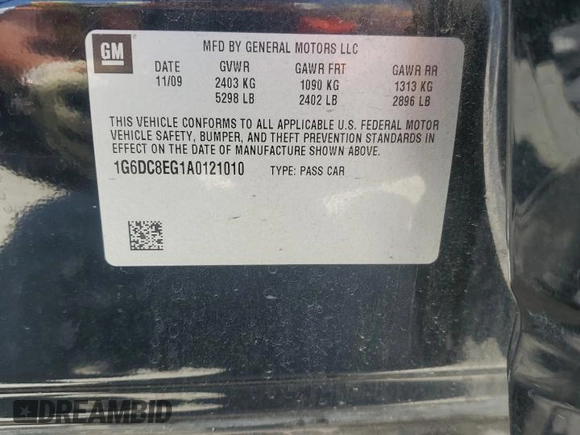 GM
MFD BY GENERAL MOTORS LLC
DATE GVWR GAWR FRT GAWR RR
11/09 2403 KG 1090 KG 1313 KG
5298 LB 2402 LB 2896 LB
THIS VEHICLE CONFORMS TO ALL APPLICABLE U.S. FEDERAL MOTOR
VEHICLE SAFETY, BUMPER, AND THEFT PREVENTION STANDARDS IN
EFFECT ON THE DATE OF MANUFACTURE SHOWN ABOVE.
1G6DC8EG1A0121010 TYPE: PASS CAR
DREAMBID